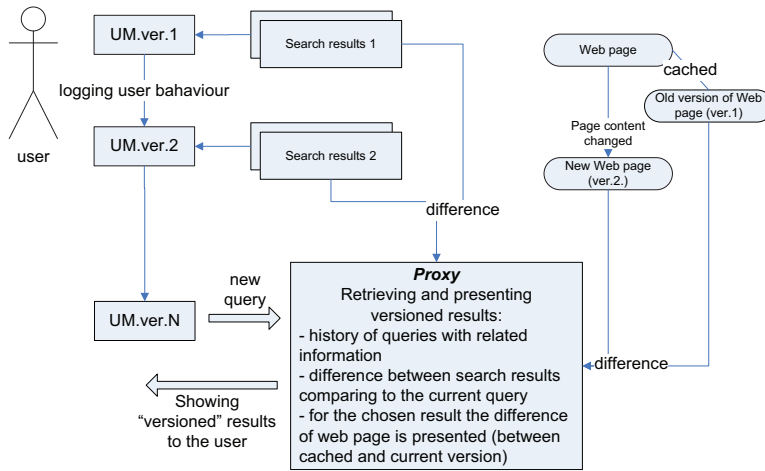 UM.ver.1
Search results 1
logging user bahaviour
user
UM.ver.2
Search results 2
difference
Web page
cached
Old version of Web
page (ver.1)
Page content
changed
New Web page
(ver.2.)
difference
UM.ver.N
new
query
Proxy
Retrieving and presenting
versioned results:
- history of queries with related
information
- difference between search results
comparing to the current query
- for the chosen result the difference
of web page is presented (between
cached and current version)
Showing
“versioned” results
to the user